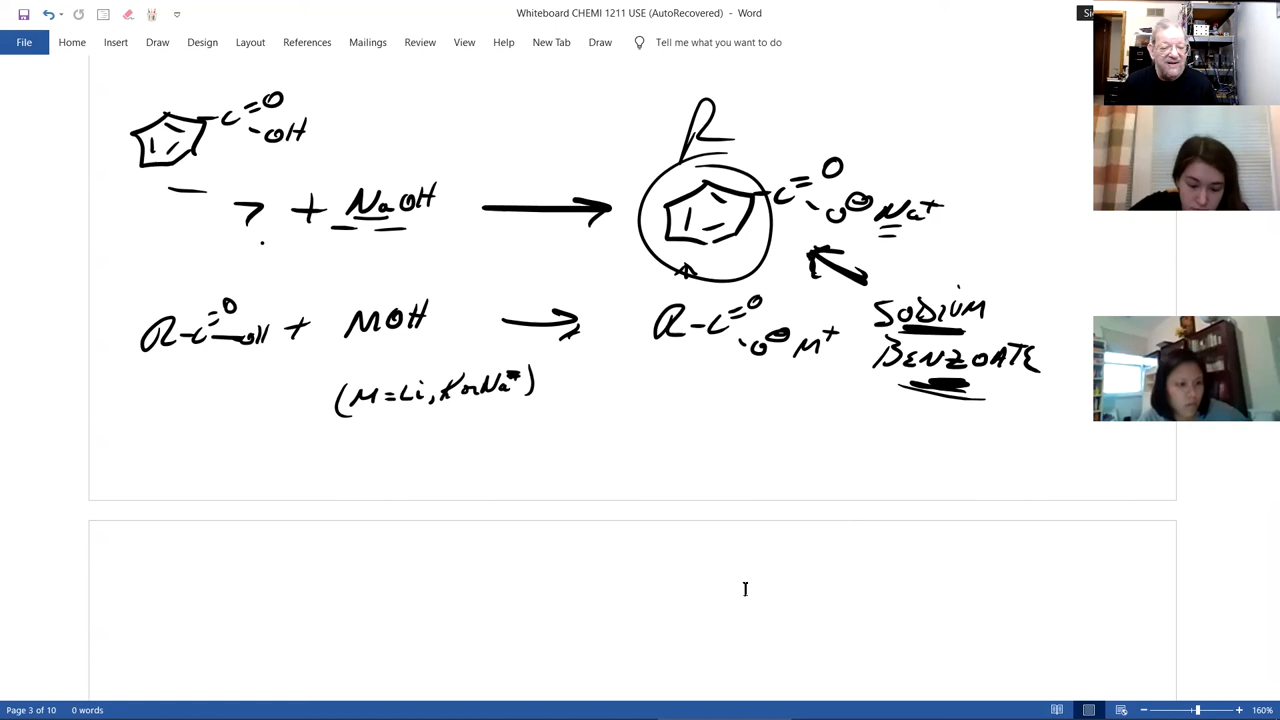 Whiteboard CHEMI 1211 USE (AutoRecovered) - Word
File Home Insert Draw Design Layout References Mailings Review View Help New Tab Draw Tell me what you want to do
R
C=O
-OH
C=O
-O⊖ Na+
? + NaOH →
SODIUM
BENZOATE
R-C=O
-OH + MOH → R-C=O
-O⊖ M+
(M=Li, K or Na+)
Page 3 of 10 0 words
160%